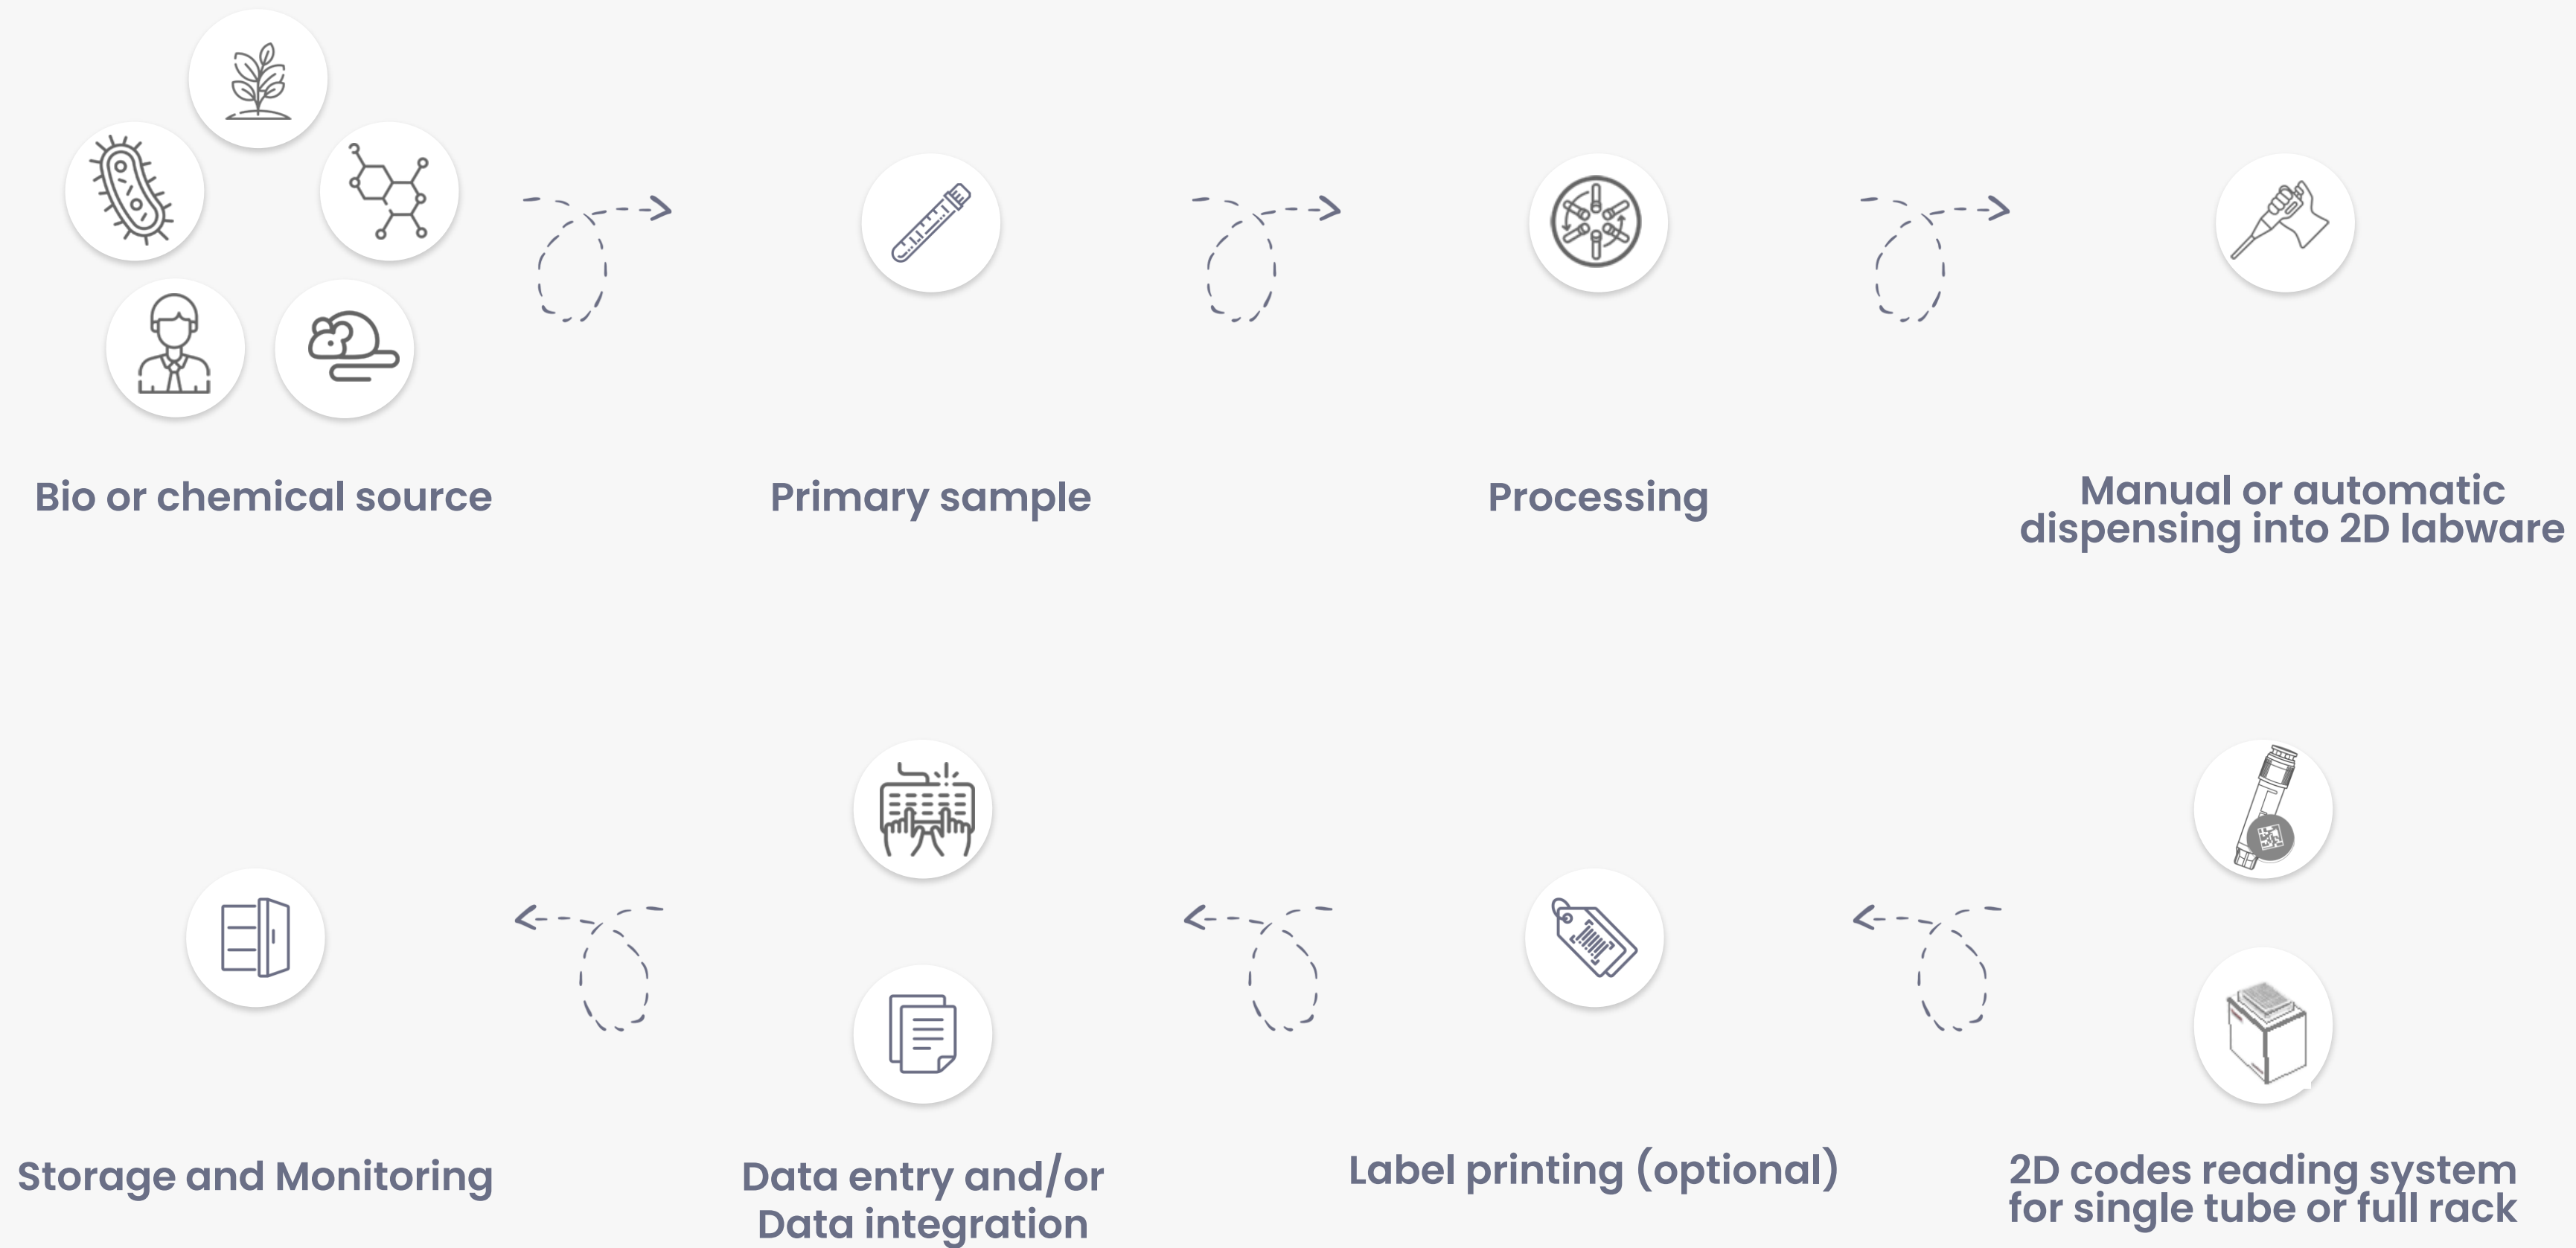 Bio or chemical source
Primary sample
Processing
Manual or automatic
dispensing into 2D labware
Storage and Monitoring
Data entry and/or
Data integration
Label printing (optional)
2D codes reading system
for single tube or full rack